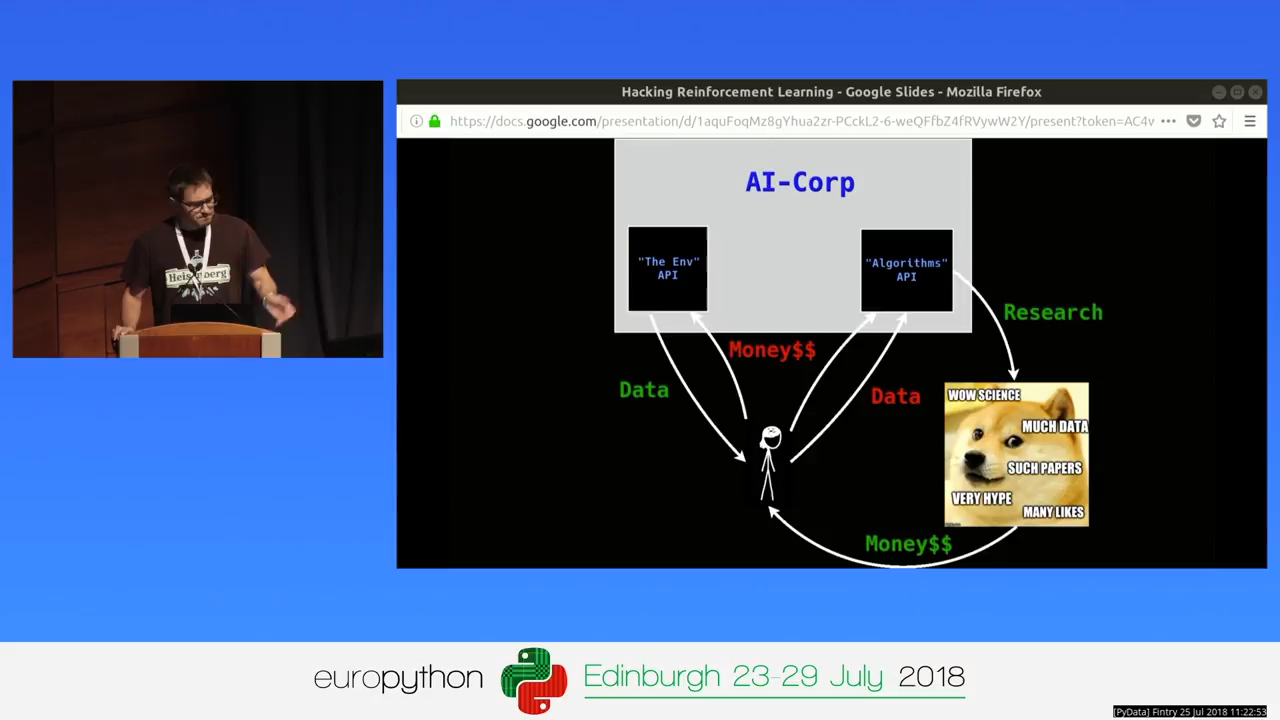 Hacking Reinforcement Learning - Google Slides - Mozilla Firefox
https://docs.google.com/presentation/d/1aquFoqMz8gYhua2zr-PCckL2-6-weQFfbZ4fRVywW2Y/present?token=AC4v
AI-Corp
"The Env"
API
"Algorithms"
API
Research
Money$$
Data
Data
WOW SCIENCE
MUCH DATA
SUCH PAPERS
VERY HYPE
MANY LIKES
Money$$
Heisenberg
europython
Edinburgh 23-29 July 2018
[PyData] Fintry 25 Jul 2018 11:22:53